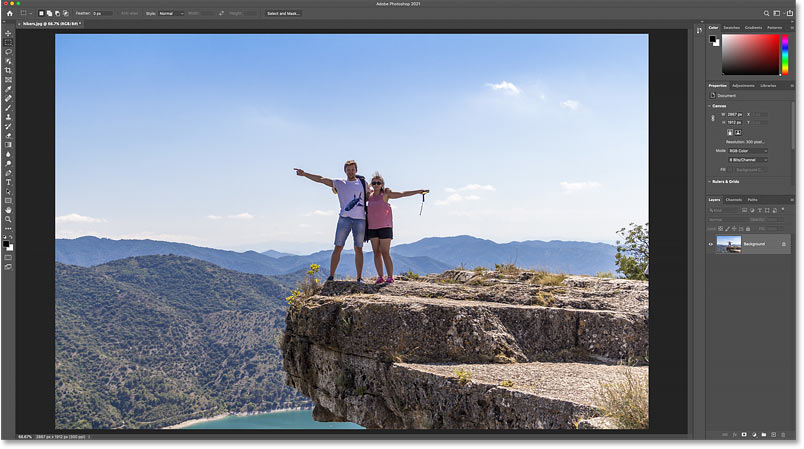 Adobe Photoshop 2021
Feather: 0 px
Anti-alias
Style: Normal
Width:
Height:
Select and Mask...
hikers.jpg @ 66.7% (RGB/8#) *
Color Swatches Gradients Patterns
Properties Adjustments Libraries
Document
Canvas
W 2867 px X
H 1912 px Y
Resolution: 300 pixel...
Mode RGB Color
8 Bits/Channel
Fill Background C...
Rulers & Grids
Layers Channels Paths
Kind
Normal Opacity:
Lock: Fill:
Background
66.67% 2867 px x 1912 px (300 ppi)